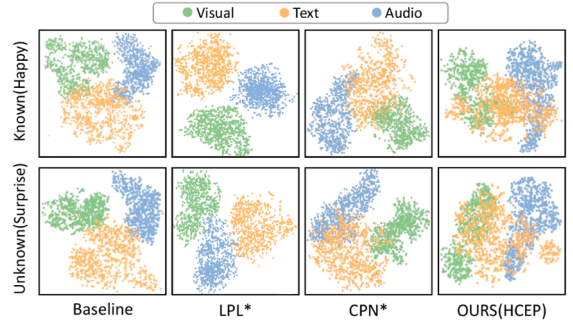 Visual Text Audio
Known(Happy)
Unknown(Surprise)
Baseline LPL* CPN* OURS(HCEP)